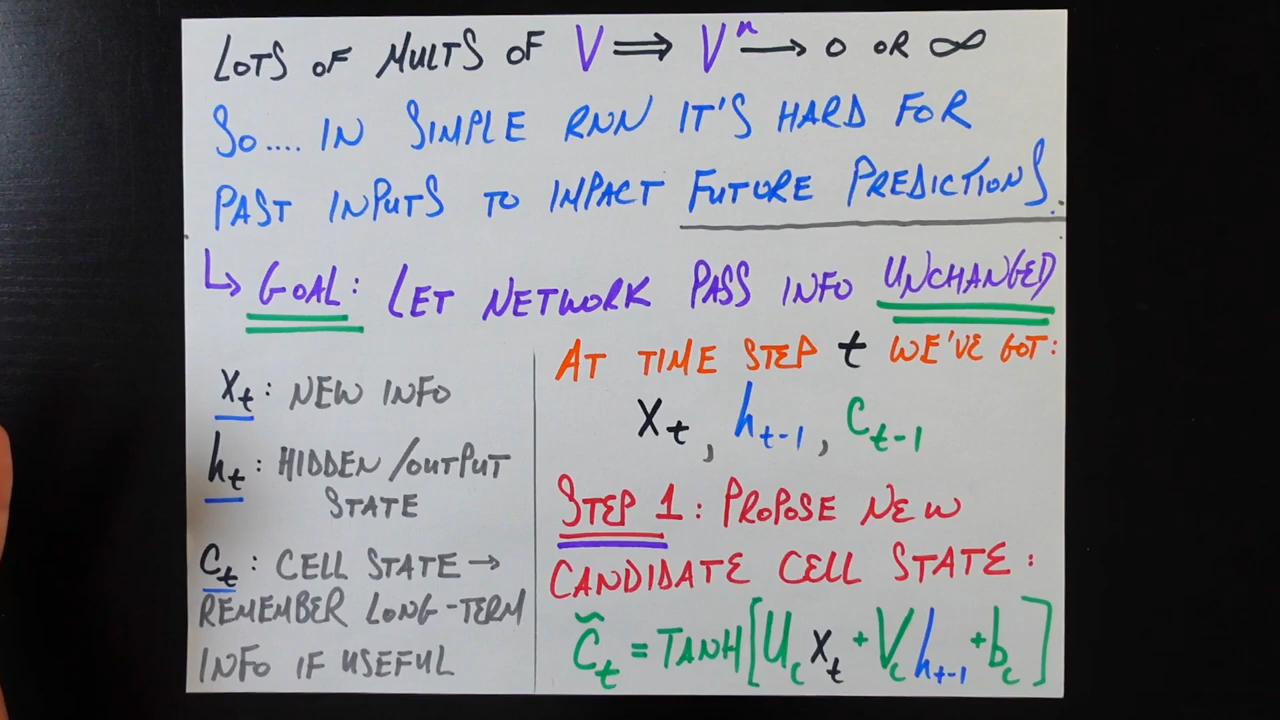 LOTS OF MULTS OF V ⟹ Vⁿ → 0 OR ∞
SO.... IN SIMPLE RNN IT'S HARD FOR
PAST INPUTS TO IMPACT FUTURE PREDICTIONS.
↳ GOAL: LET NETWORK PASS INFO UNCHANGED
x_t: NEW INFO
h_t: HIDDEN/OUTPUT
STATE
C_t: CELL STATE →
REMEMBER LONG-TERM
INFO IF USEFUL
AT TIME STEP t WE'VE GOT:
x_t, h_{t-1}, C_{t-1}
STEP 1: PROPOSE NEW
CANDIDATE CELL STATE:
C̃_t = TANH[U_c x_t + V_c h_{t-1} + b_c]